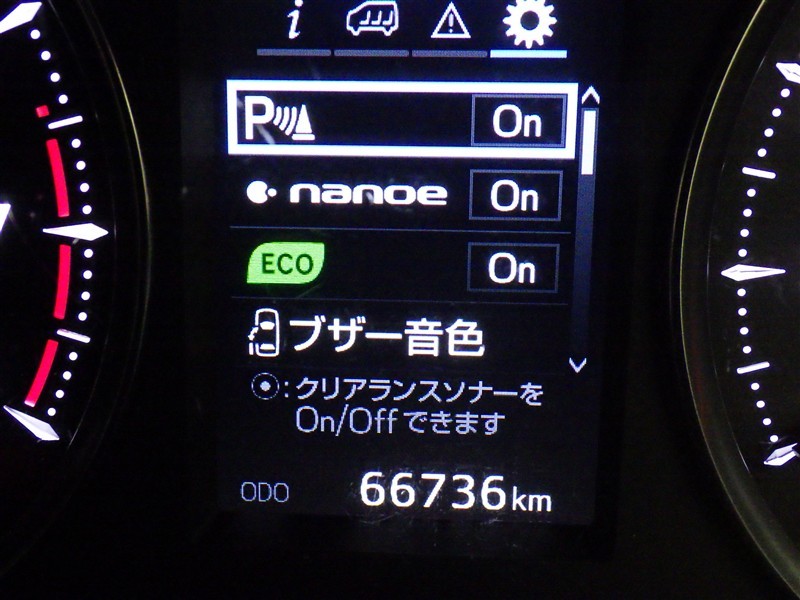 i
P On
nanoe On
ECO On
ブザー音色
:クリアランスソナーを
On/Offできます
ODO 66736km